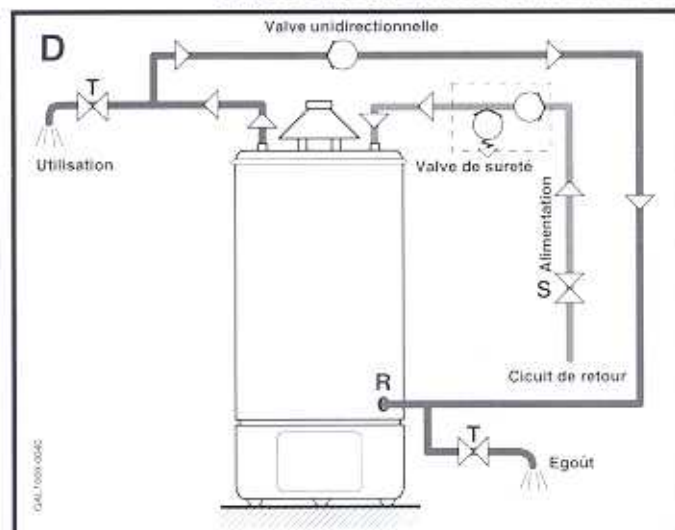 D
Valve unidirectionnelle
T
Utilisation
Valve de sureté
Alimentation
S
Cicuit de retour
R
T
Egoût